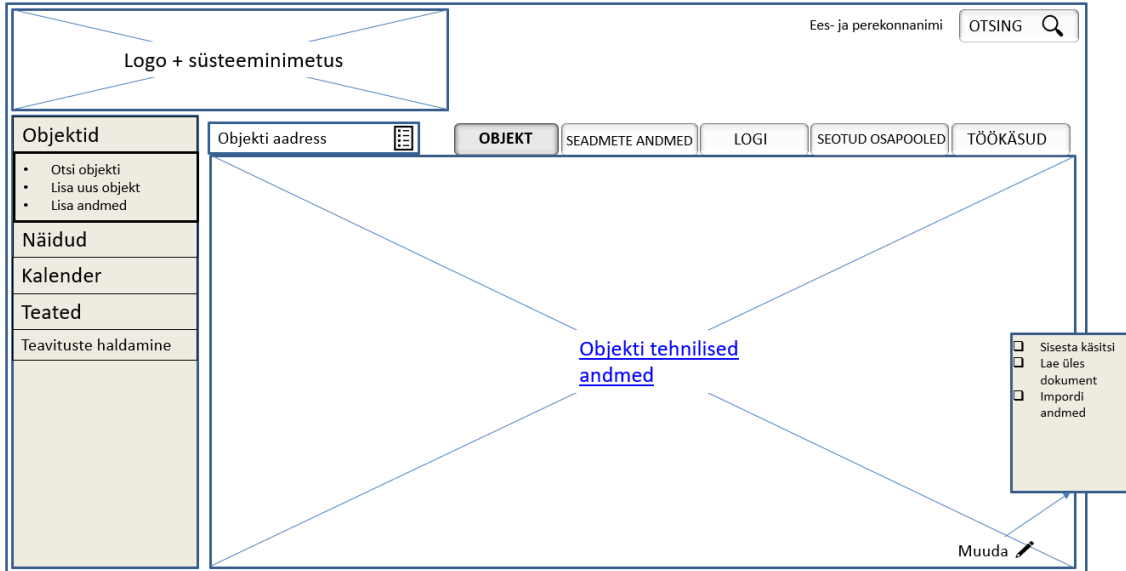 Ees- ja perekonnanimi
OTSING
Logo + süsteeminimetus
Objektid
Objekti aadress
OBJEKT
SEADMETE ANDMED
LOGI
SEOTUD OSAPOOLED
TÖÖKÄSUD
• Otsi objekti
• Lisa uus objekt
• Lisa andmed
Näidud
Kalender
Teated
Teavituste haldamine
Objekti tehnilised
andmed
Sisesta käsitsi
Lae üles
dokument
Impordi
andmed
Muuda